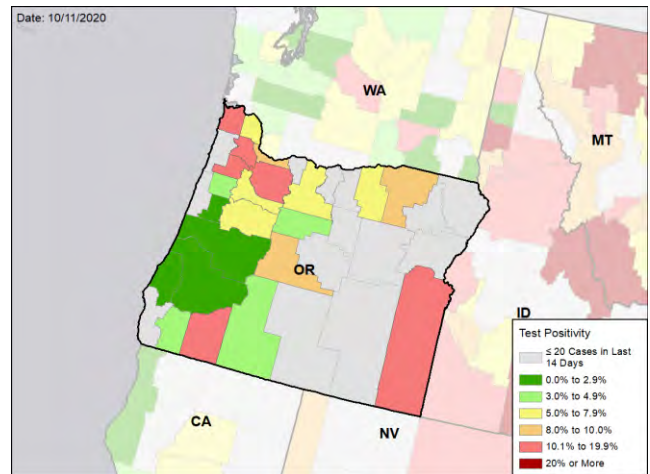 Date: 10/11/2020
WA
MT
OR
ID
CA
NV
Test Positivity
≤ 20 Cases in Last
14 Days
0.0% to 2.9%
3.0% to 4.9%
5.0% to 7.9%
8.0% to 10.0%
10.1% to 19.9%
20% or More